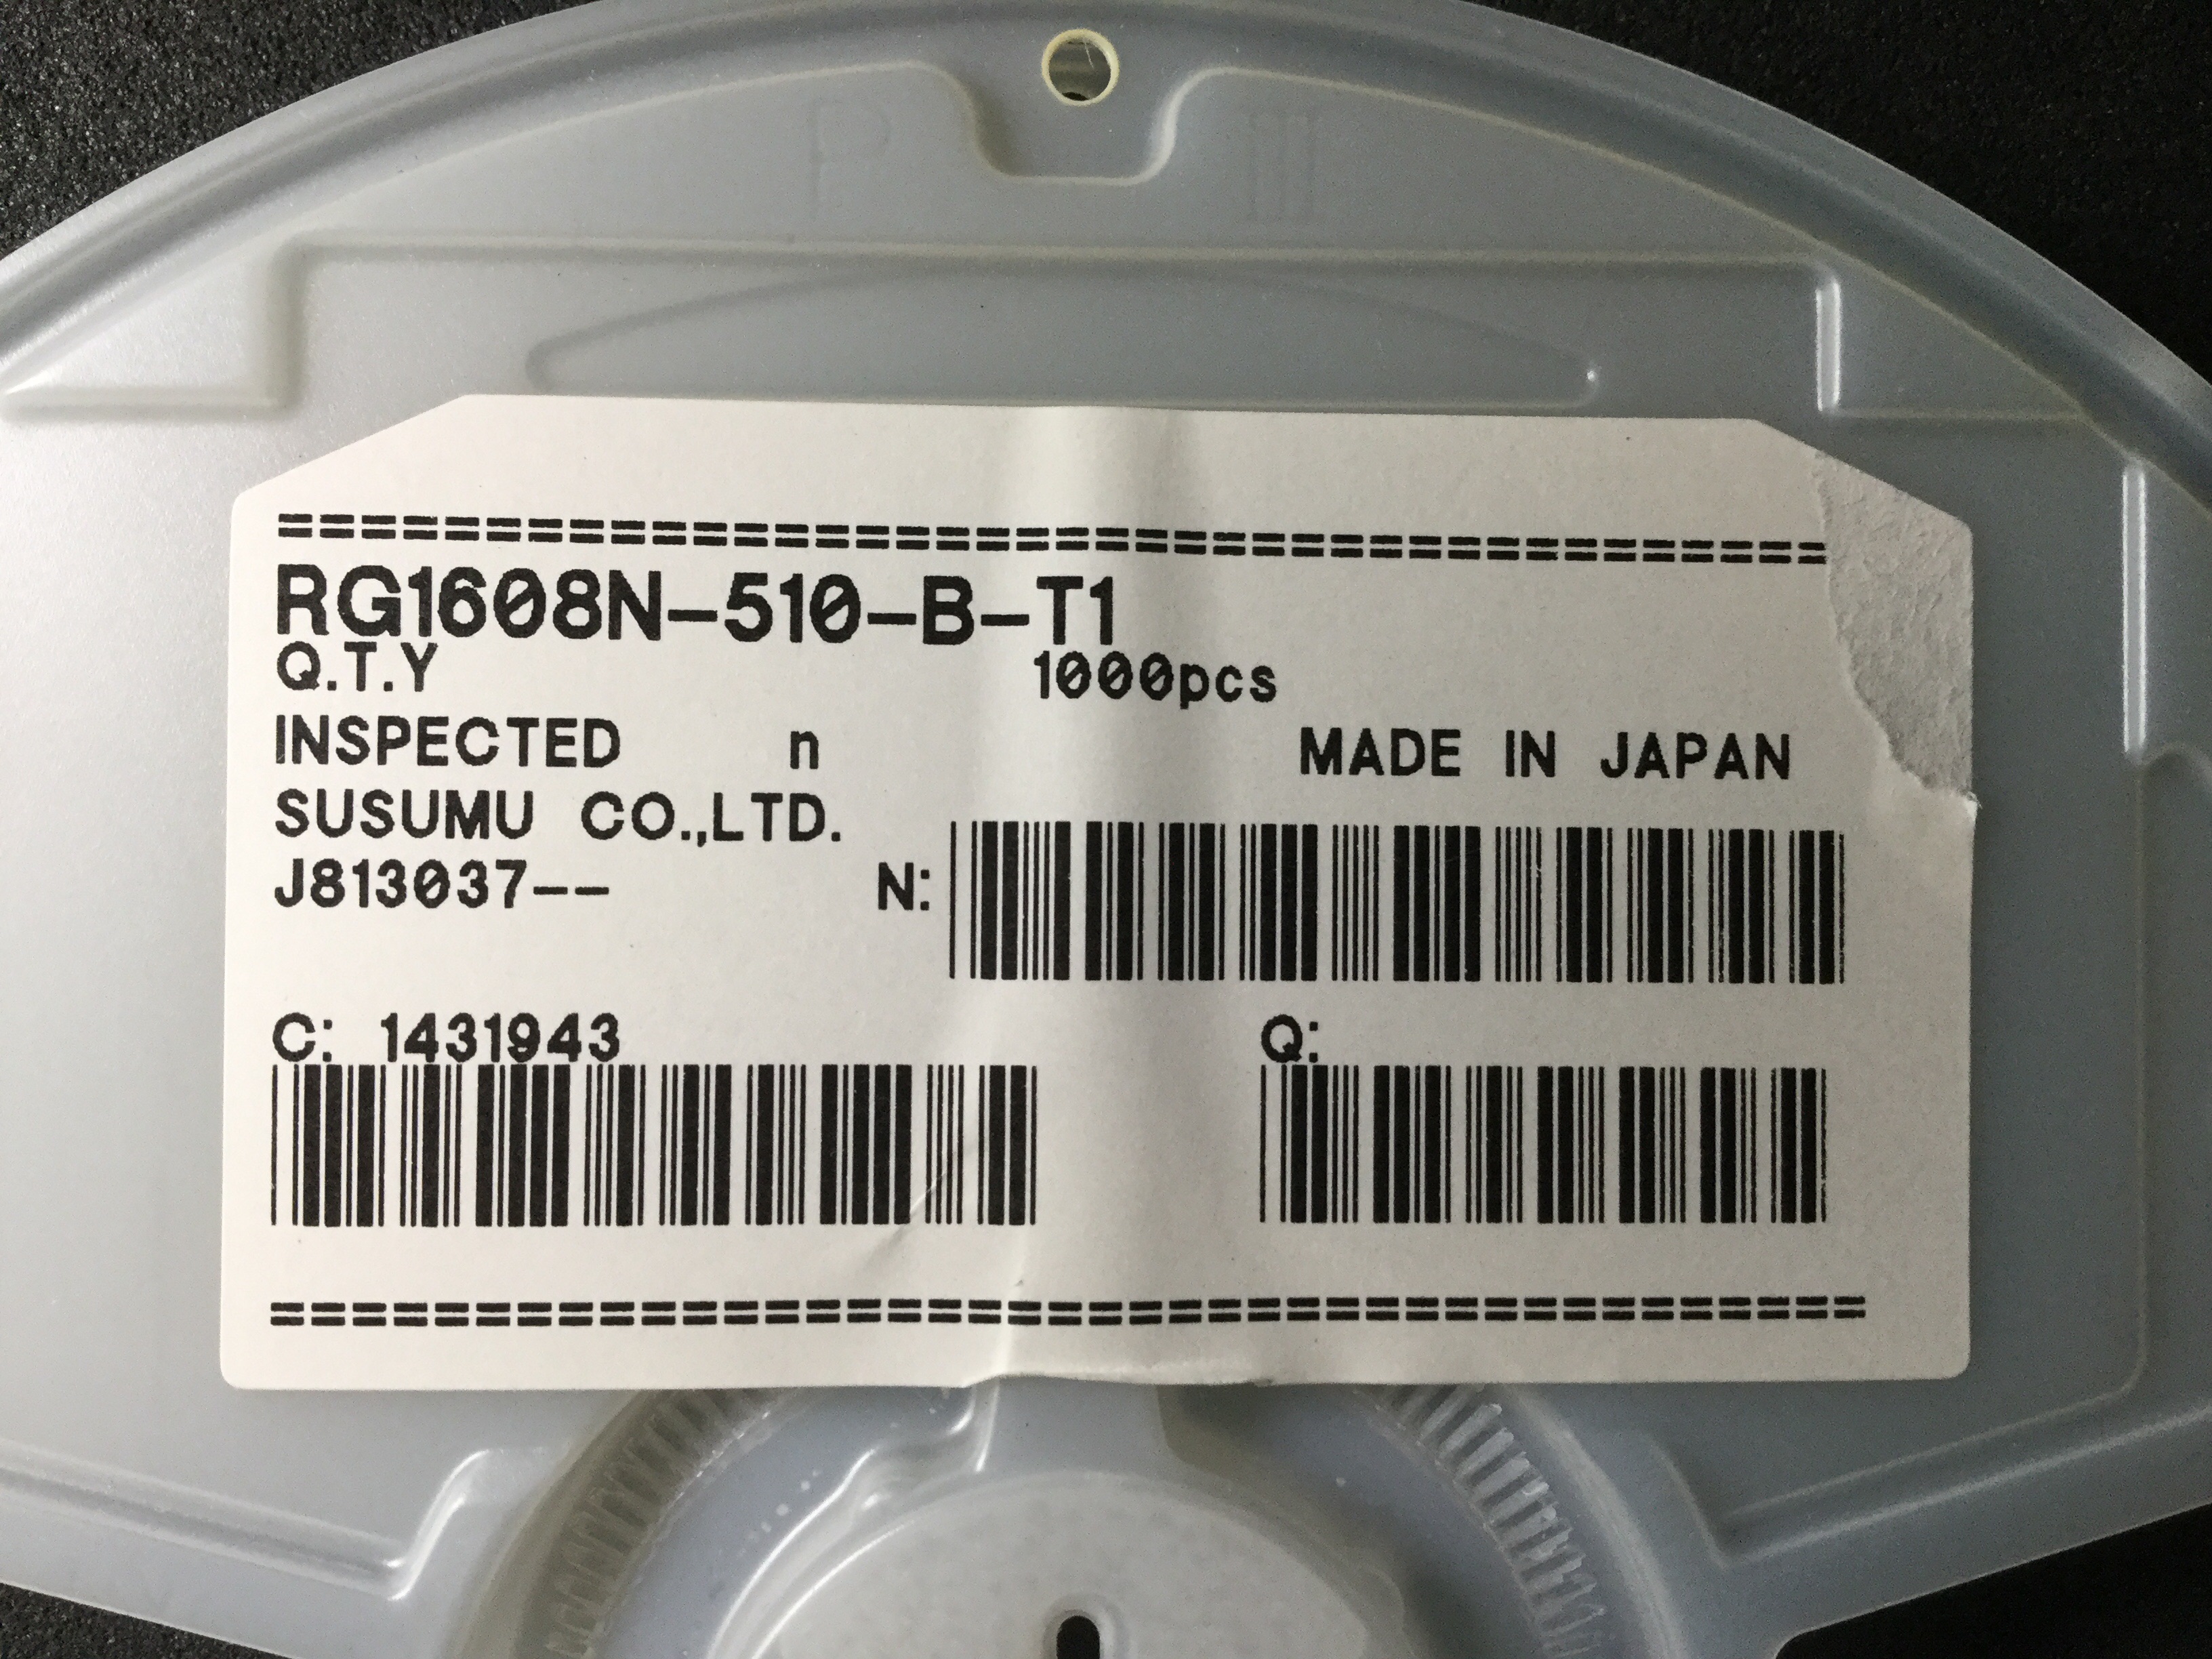 =======================================
RG1608N-510-B-T1
Q.T.Y 1000pcs
INSPECTED n MADE IN JAPAN
SUSUMU CO.,LTD.
J813037-- N:
C: 1431943 Q:
=======================================